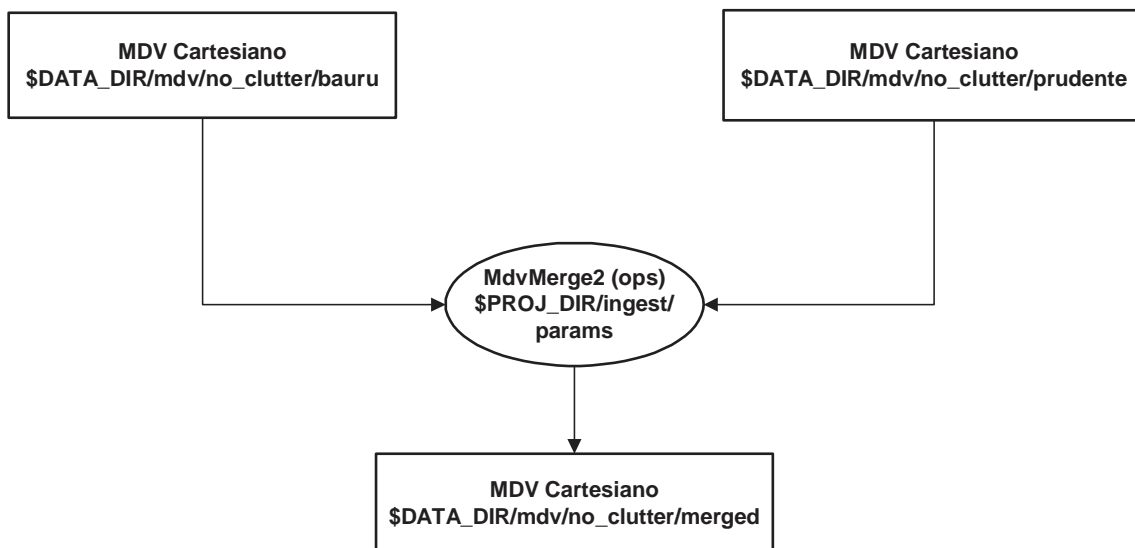 MDV Cartesiano
$DATA_DIR/mdv/no_clutter/bauru
MDV Cartesiano
$DATA_DIR/mdv/no_clutter/prudente
MdvMerge2 (ops)
$PROJ_DIR/ingest/
params
MDV Cartesiano
$DATA_DIR/mdv/no_clutter/merged